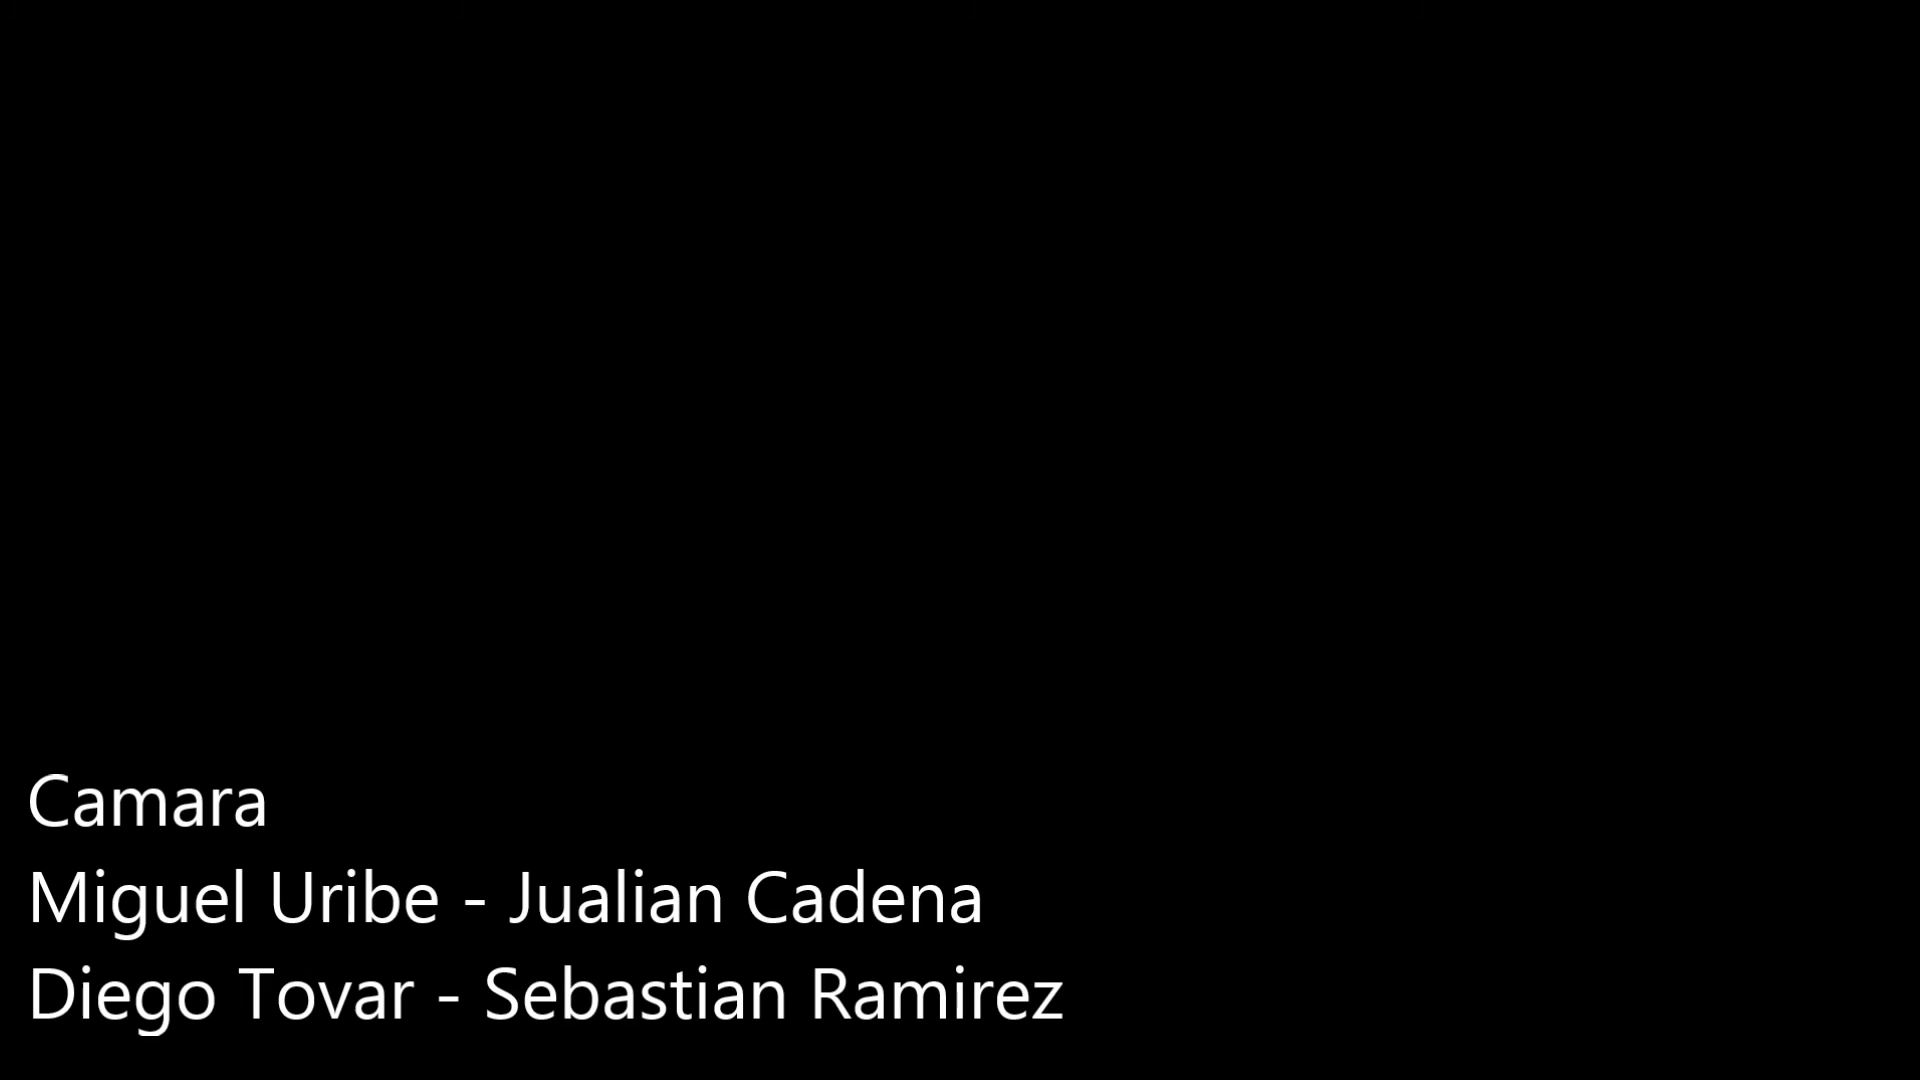 Camara
Miguel Uribe - Jualian Cadena
Diego Tovar - Sebastian Ramirez